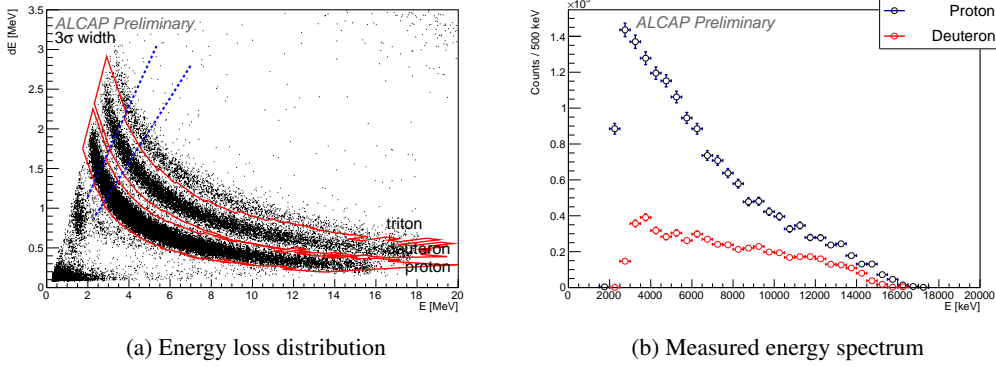 ALCAP Preliminary
3σ width
dE [MeV]
3.5
3
2.5
2
1.5
1
0.5
0
0 2 4 6 8 10 12 14 16 18 20
E [MeV]
triton
deuteron
proton
ALCAP Preliminary
Proton
Deuteron
Counts / 500 keV
1.4
1.2
1
0.8
0.6
0.4
0.2
0
0 2000 4000 6000 8000 10000 12000 14000 16000 18000 20000
E [keV]
(a) Energy loss distribution
(b) Measured energy spectrum